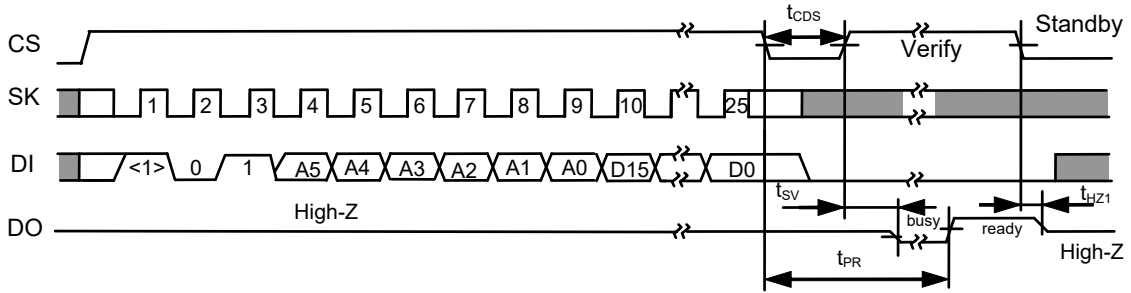 tCDS
Standby
CS
Verify
SK 1 2 3 4 5 6 7 8 9 10 25
DI <1> 0 1 A5 A4 A3 A2 A1 A0 D15 D0
tSV
tHZ1
High-Z
busy
ready
DO
High-Z
tPR